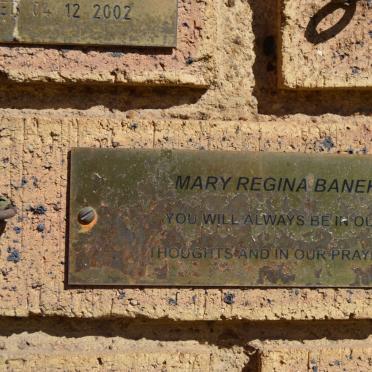 04 12 2002
MARY REGINA BANER
YOU WILL ALWAYS BE IN OU
THOUGHTS AND IN OUR PRAY